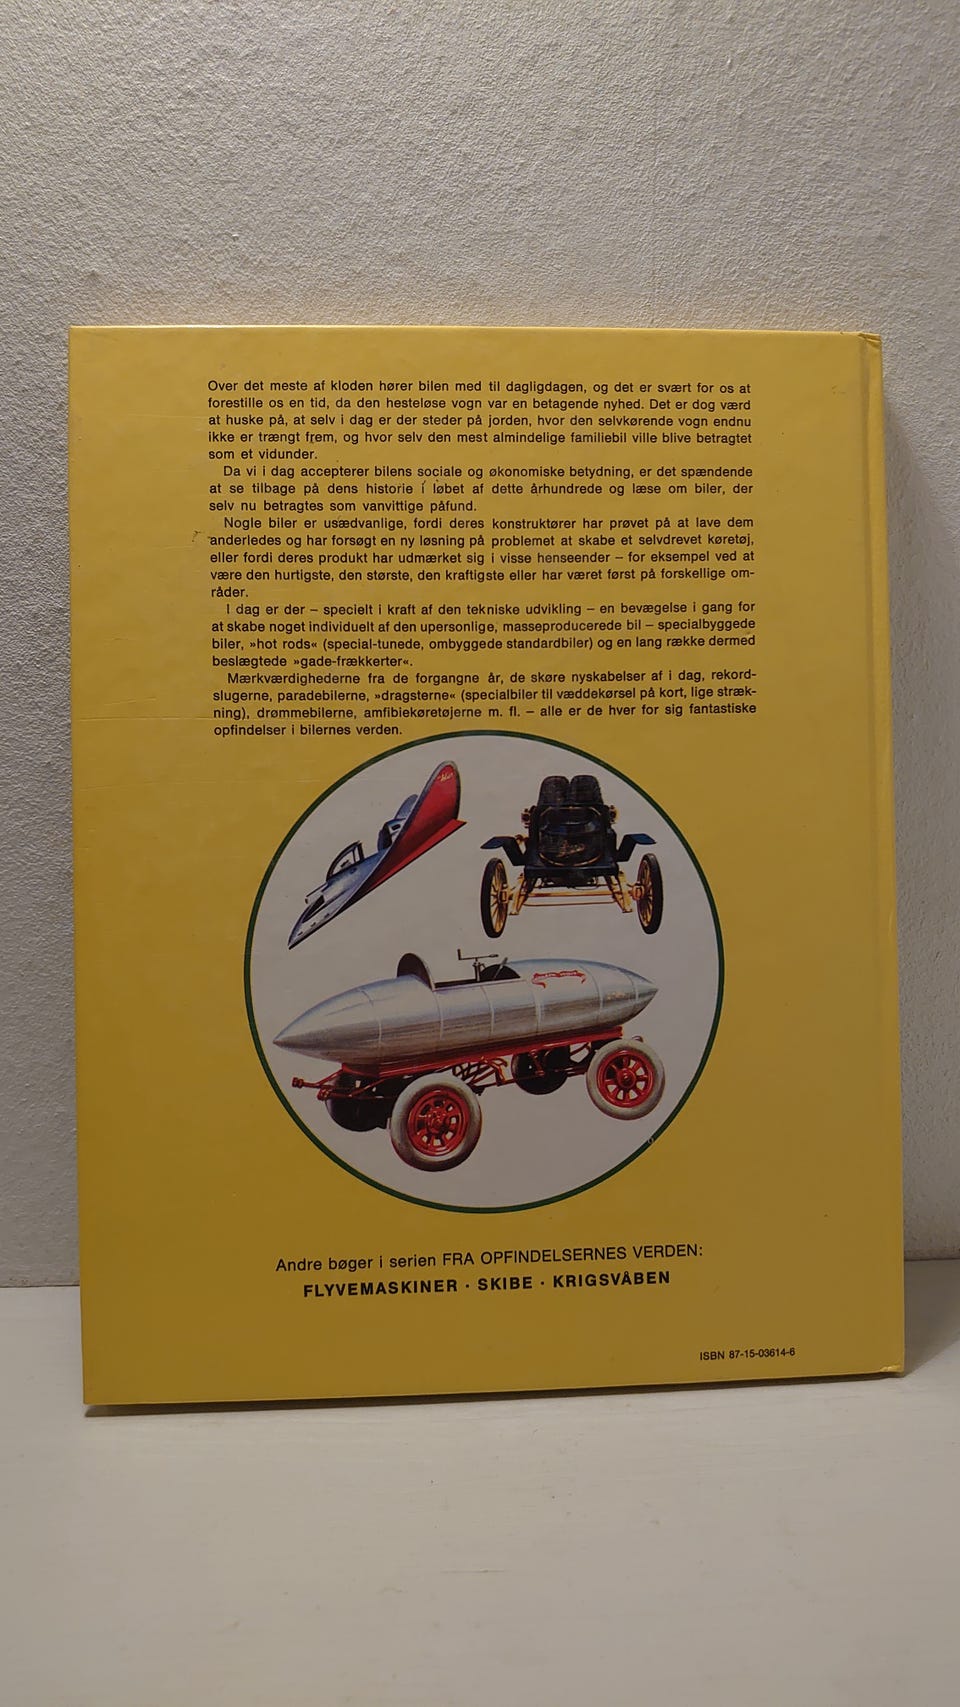 Over det meste af kloden hører bilen med til dagligdagen, og det er svært for os at
forestille os en tid, da den hesteløse vogn var en betagende nyhed. Det er dog værd
at huske på, at selv i dag er der steder på jorden, hvor den selvkørende vogn endnu
ikke er trængt frem, og hvor selv den mest almindelige familiebil ville blive betragtet
som et vidunder.
Da vi i dag accepterer bilens sociale og økonomiske betydning, er det spændende
at se tilbage på dens historie i løbet af dette århundrede og læse om biler, der
selv nu betragtes som vanvittige påfund.
Nogle biler er usædvanlige, fordi deres konstruktører har prøvet på at lave dem
anderledes og har forsøgt en ny løsning på problemet at skabe et selvdrevet køretøj,
eller fordi deres produkt har udmærket sig i visse henseender – for eksempel ved at
være den hurtigste, den største, den kraftigste eller har været først på forskellige om-
råder.
I dag er der – specielt i kraft af den tekniske udvikling – en bevægelse i gang for
at skabe noget individuelt af den upersonlige, masseproducerede bil – specialbyggede
biler, »hot rods« (special-tunede, ombyggede standardbiler) og en lang række dermed
beslægtede »gade-frækkerter«.
Mærkværdighederne fra de forgangne år, de skøre nyskabelser af i dag, rekord-
slugerne, paradebilerne, »dragsterne« (specialbiler til væddekørsel på kort, lige stræk-
ning), drømmebilerne, amfibiekøretøjerne m. fl. – alle er de hver for sig fantastiske
opfindelser i bilernes verden.
Andre bøger i serien FRA OPFINDELSERNES VERDEN:
FLYVEMASKINER · SKIBE · KRIGSVÅBEN
ISBN 87-15-03614-6